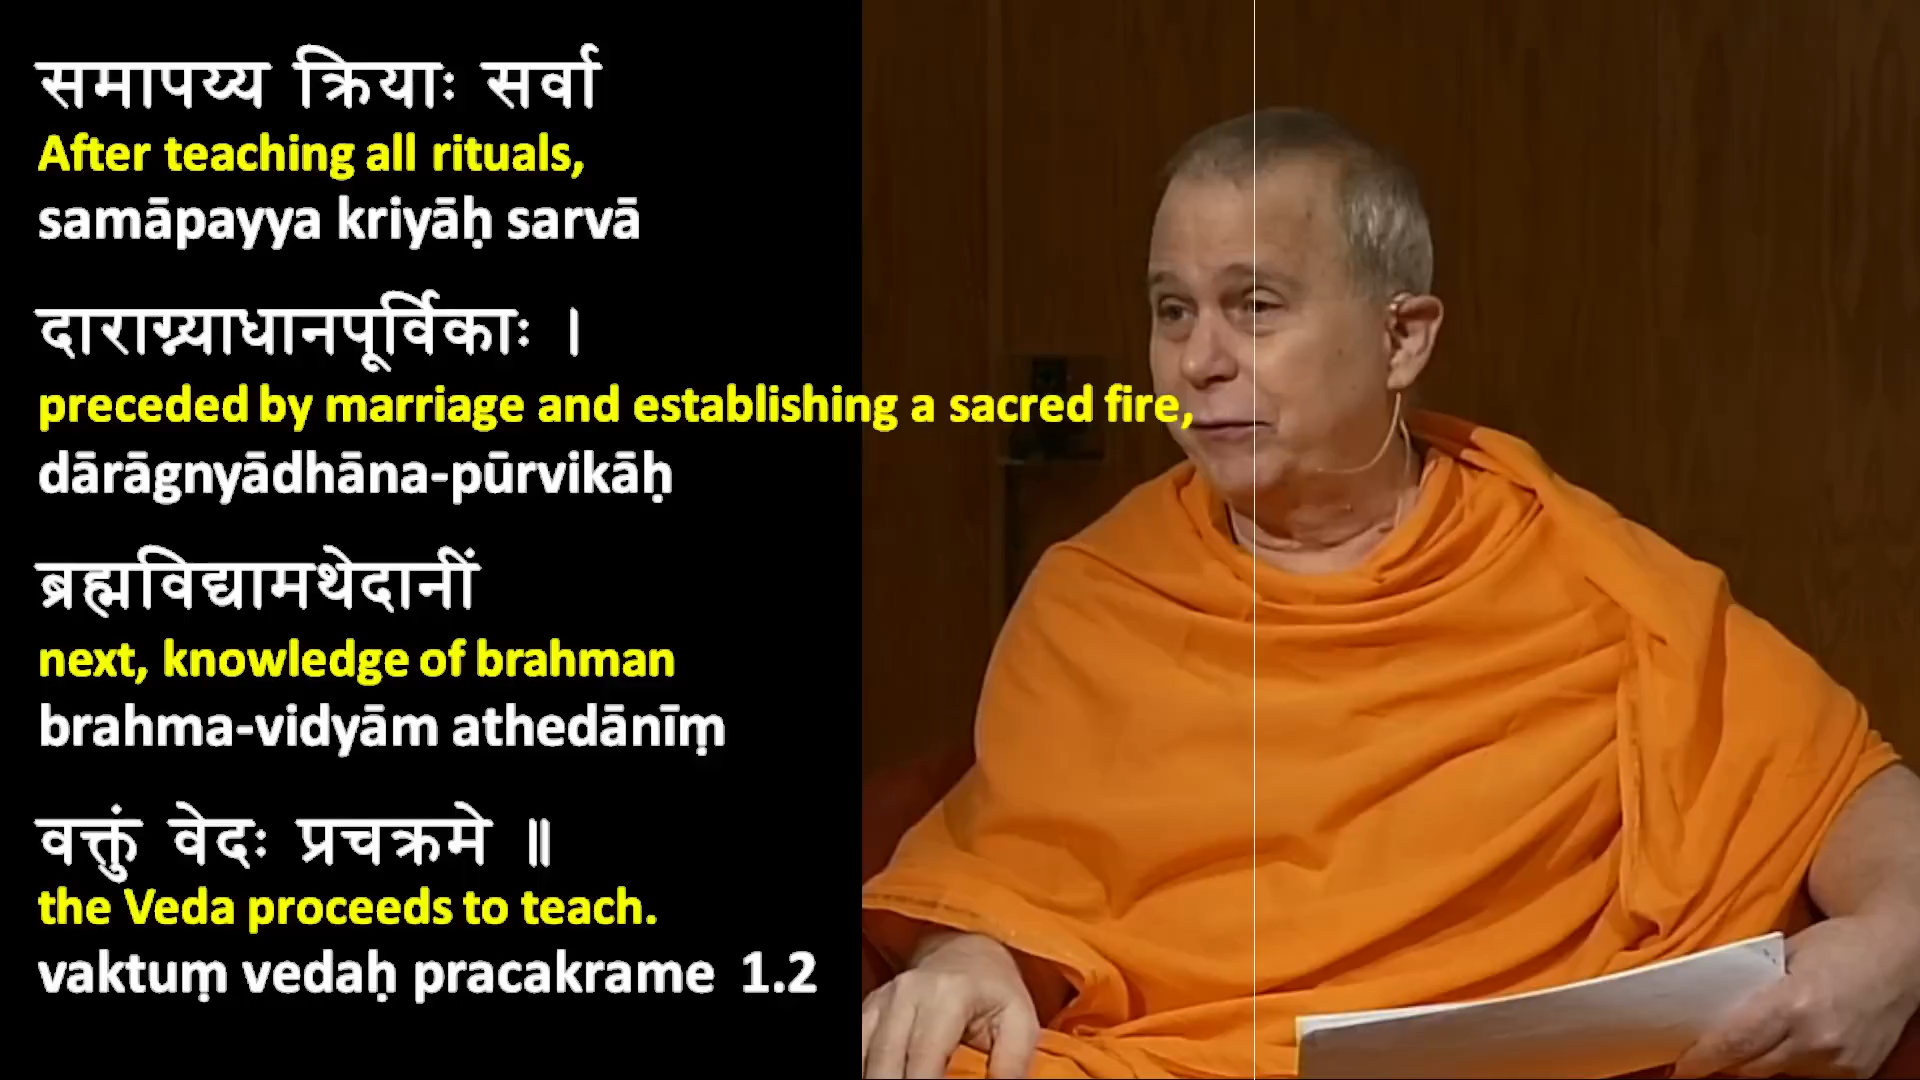 समापय्य क्रियाः सर्वा
After teaching all rituals,
samāpayya kriyāḥ sarvā
दाराग्न्याधानपूर्विकाः ।
preceded by marriage and establishing a sacred fire,
dārāgnyādhāna-pūrvikāḥ
ब्रह्मविद्यामथेदानीं
next, knowledge of brahman
brahma-vidyām athedānīṃ
वक्तुं वेदः प्रचक्रमे ॥
the Veda proceeds to teach.
vaktuṃ vedaḥ pracakrame 1.2